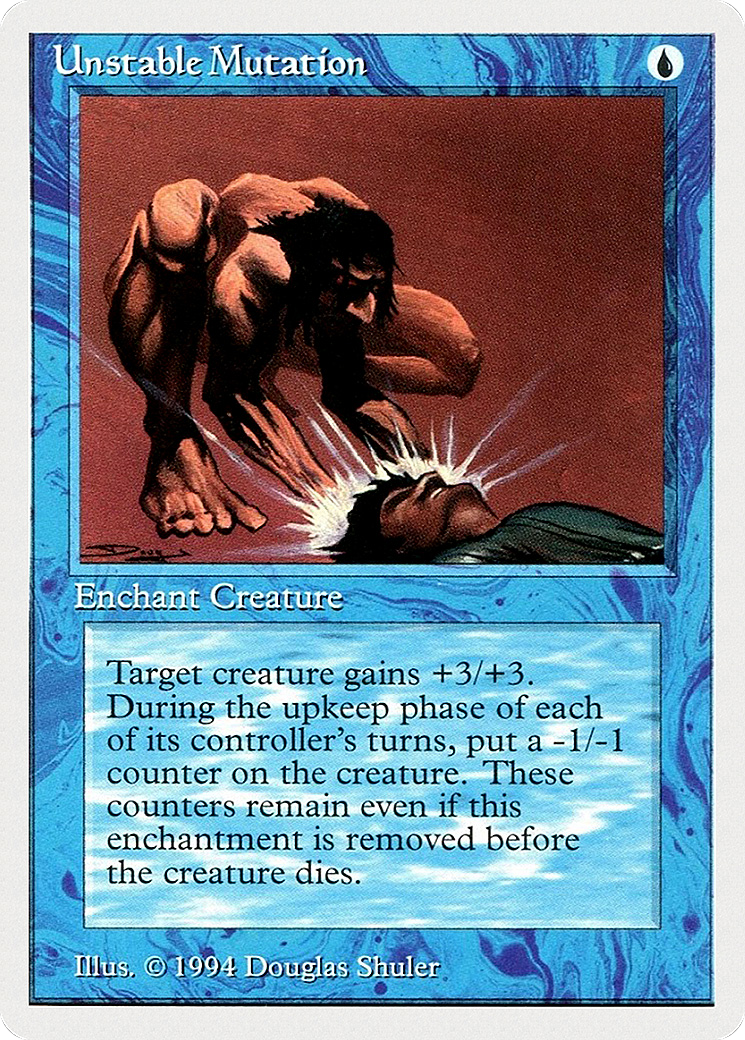 Unstable Mutation
Doug
Enchant Creature
Target creature gains +3/+3.
During the upkeep phase of each
of its controller's turns, put a -1/-1
counter on the creature. These
counters remain even if this
enchantment is removed before
the creature dies.
Illus. © 1994 Douglas Shuler